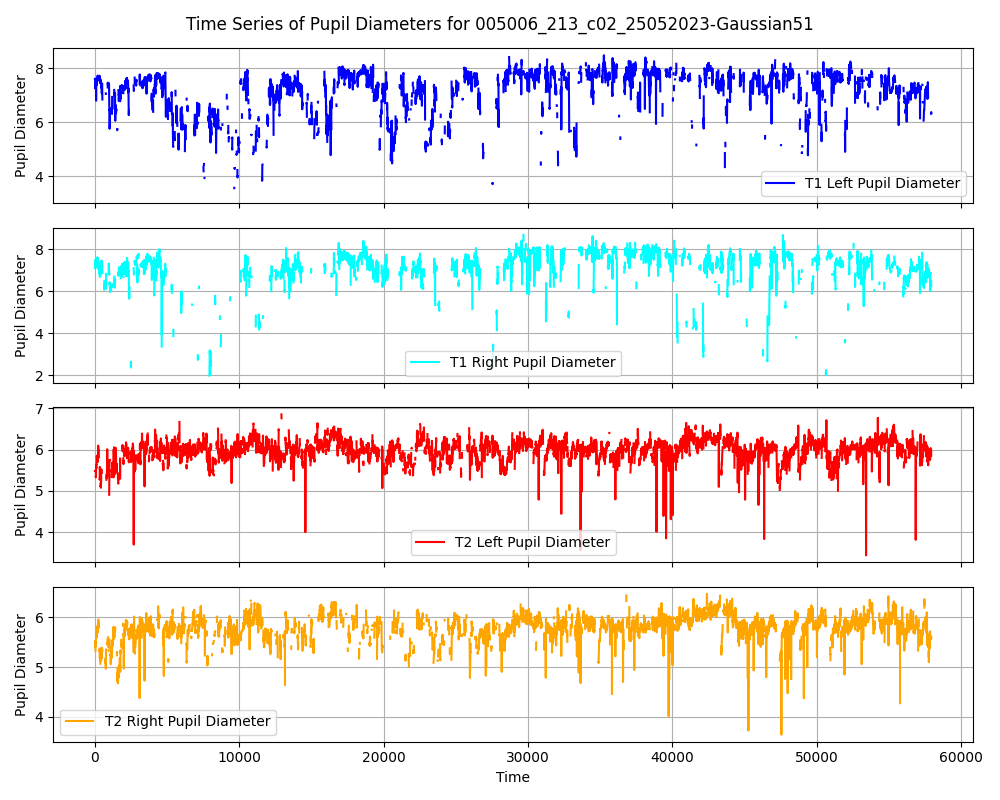 Time Series of Pupil Diameters for 005006_213_c02_25052023-Gaussian51
8
6
4
Pupil Diameter
T1 Left Pupil Diameter
8
6
4
2
Pupil Diameter
T1 Right Pupil Diameter
7
6
5
4
Pupil Diameter
T2 Left Pupil Diameter
6
5
4
Pupil Diameter
T2 Right Pupil Diameter
0 10000 20000 30000 40000 50000 60000
Time